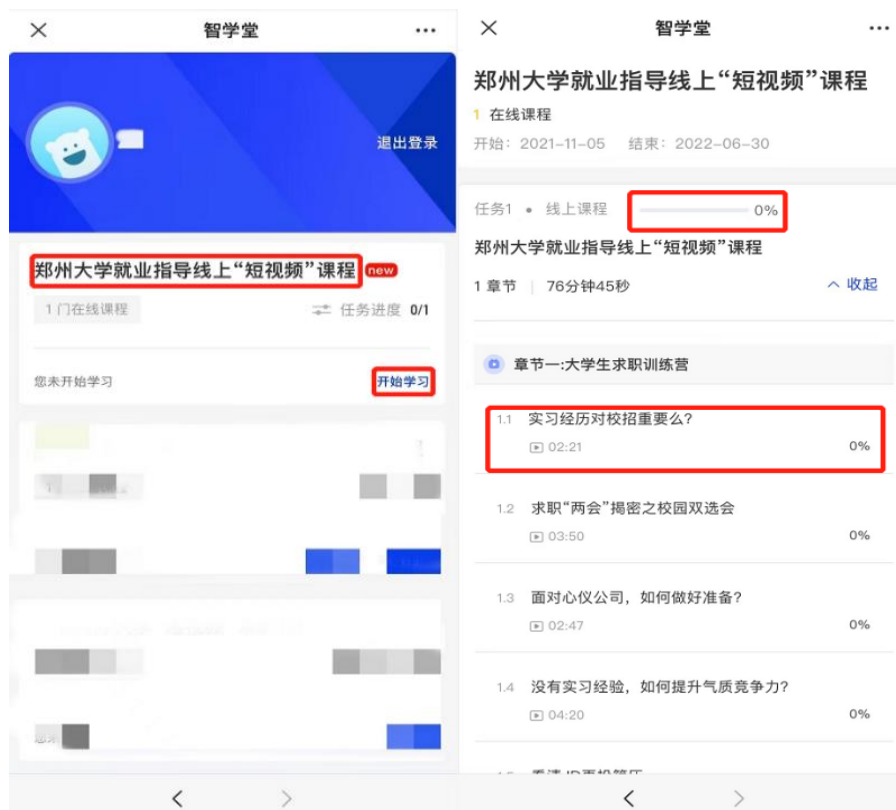 智学堂
退出登录
郑州大学就业指导线上“短视频”课程 new
1 门在线课程
任务进度 0/1
您未开始学习
开始学习
智学堂
郑州大学就业指导线上“短视频”课程
1 在线课程
开始：2021-11-05 结束：2022-06-30
任务1 • 线上课程 0%
郑州大学就业指导线上“短视频”课程
1 章节 76分钟45秒 收起
章节一:大学生求职训练营
1.1 实习经历对校招重要么？
02:21 0%
1.2 求职“两会”揭密之校园双选会
03:50 0%
1.3 面对心仪公司，如何做好准备？
02:47 0%
1.4 没有实习经验，如何提升气质竞争力？
04:20 0%